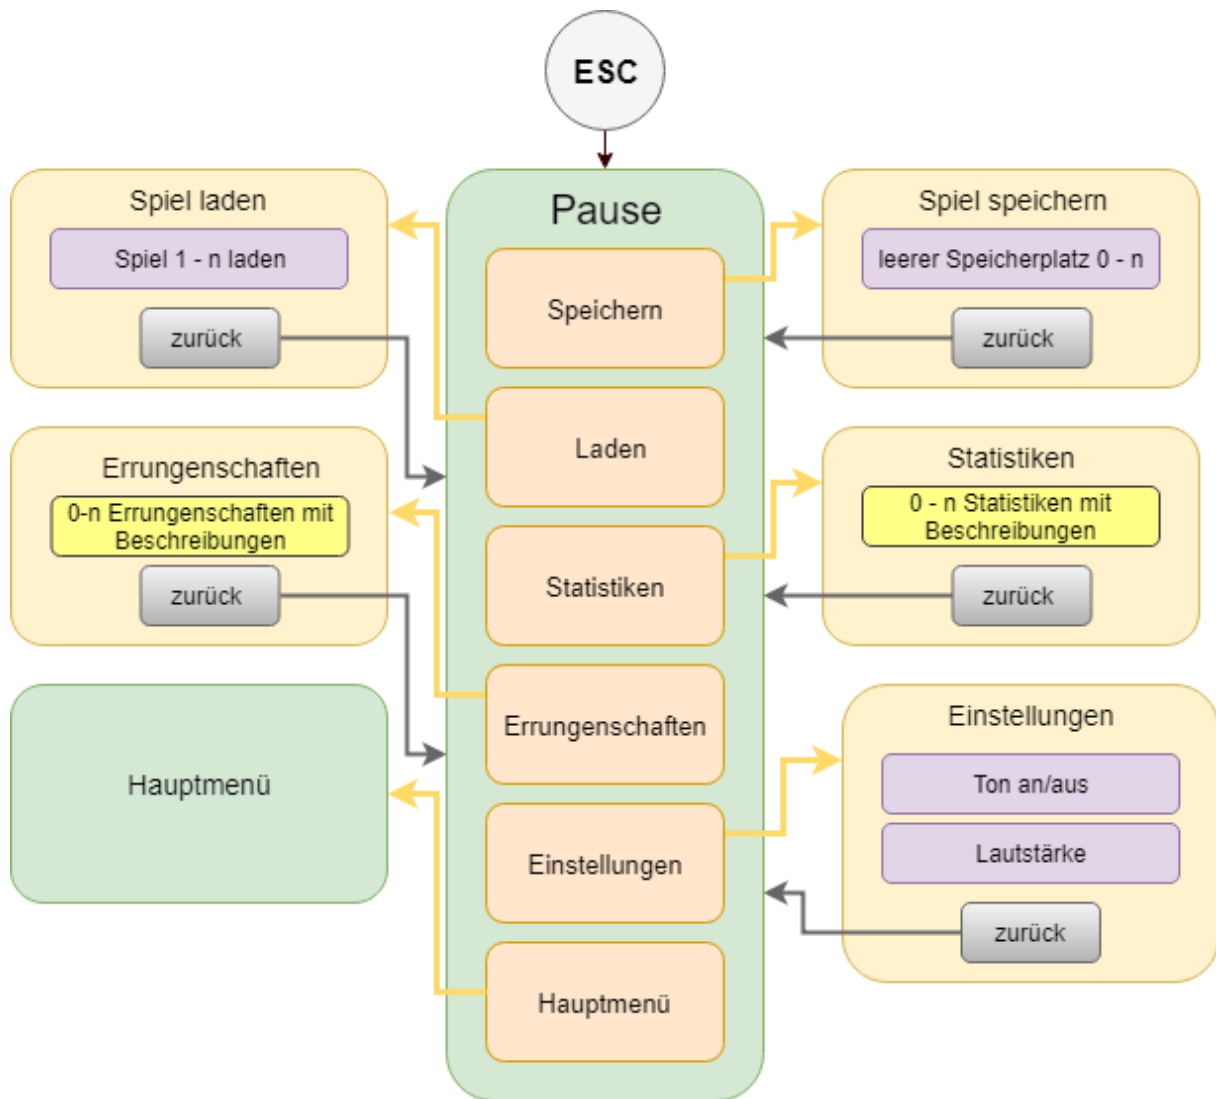 ESC
Spiel laden
Spiel 1 - n laden
zurück
Errungenschaften
0-n Errungenschaften mit
Beschreibungen
zurück
Hauptmenü
Pause
Speichern
Laden
Statistiken
Errungenschaften
Einstellungen
Hauptmenü
Spiel speichern
leerer Speicherplatz 0 - n
zurück
Statistiken
0 - n Statistiken mit
Beschreibungen
zurück
Einstellungen
Ton an/aus
Lautstärke
zurück